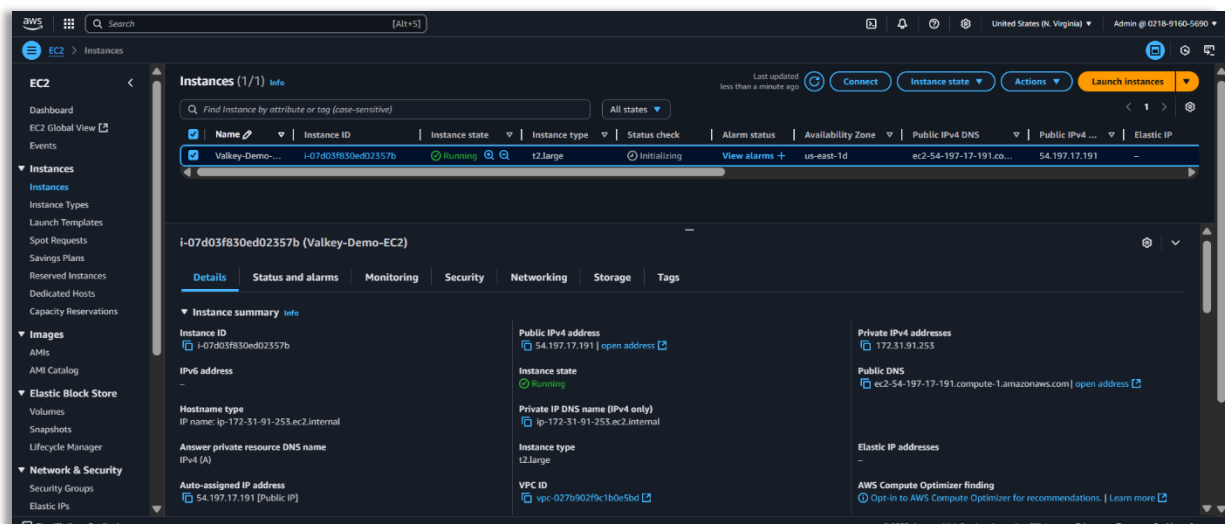 aws Search [Alt+S] United States (N. Virginia) ▼ Admin @ 0218-9160-5690 ▼
EC2 > Instances
EC2
Dashboard
EC2 Global View
Events
▼ Instances
Instances
Instance Types
Launch Templates
Spot Requests
Savings Plans
Reserved Instances
Dedicated Hosts
Capacity Reservations
▼ Images
AMIs
AMI Catalog
▼ Elastic Block Store
Volumes
Snapshots
Lifecycle Manager
▼ Network & Security
Security Groups
Elastic IPs
Instances (1/1) Info
Last updated
less than a minute ago
Connect Instance state ▼ Actions ▼ Launch instances ▼
Find Instance by attribute or tag (case-sensitive) All states ▼ < 1 >
Name Instance ID Instance state Instance type Status check Alarm status Availability Zone Public IPv4 DNS Public IPv4 ... Elastic IP
Valkey-Demo-... i-07d03f830ed02357b Running t2.large Initializing View alarms + us-east-1d ec2-54-197-17-191.co... 54.197.17.191 –
i-07d03f830ed02357b (Valkey-Demo-EC2)
Details Status and alarms Monitoring Security Networking Storage Tags
▼ Instance summary Info
Instance ID Public IPv4 address Private IPv4 addresses
i-07d03f830ed02357b 54.197.17.191 | open address 172.31.91.253
IPv6 address Instance state Public DNS
– Running ec2-54-197-17-191.compute-1.amazonaws.com | open address
Hostname type Private IP DNS name (IPv4 only)
IP name: ip-172-31-91-253.ec2.internal ip-172-31-91-253.ec2.internal
Answer private resource DNS name Instance type Elastic IP addresses
IPv4 (A) t2.large –
Auto-assigned IP address VPC ID AWS Compute Optimizer finding
54.197.17.191 [Public IP] vpc-027b902f9c1b0e5bd Opt-in to AWS Compute Optimizer for recommendations. | Learn more